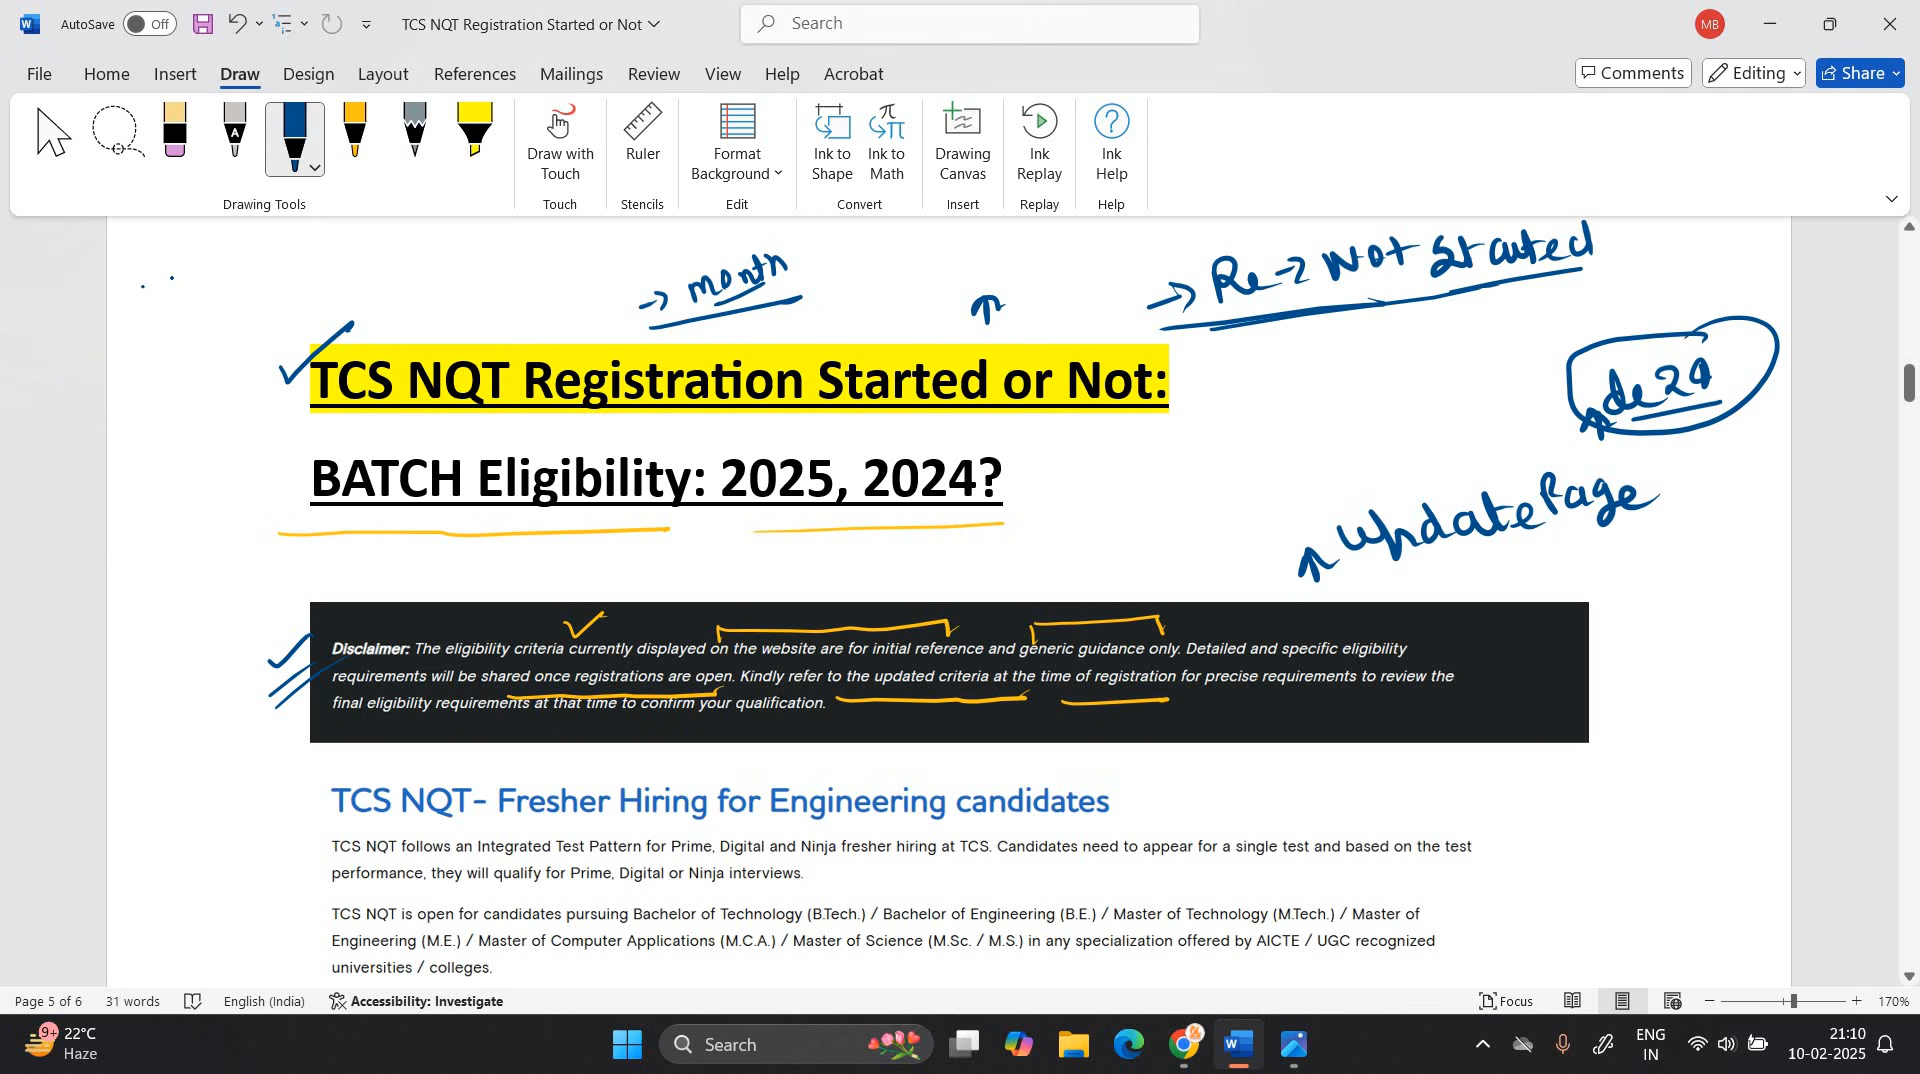 AutoSave Off TCS NQT Registration Started or Not Search MB
File Home Insert Draw Design Layout References Mailings Review View Help Acrobat Comments Editing Share
A
Draw with Touch Ruler Format Background Ink to Shape Ink to Math Drawing Canvas Ink Replay Ink Help
Drawing Tools Touch Stencils Edit Convert Insert Replay Help
→ month
→ Re → Not Started
TCS NQT Registration Started or Not:
de 24
BATCH Eligibility: 2025, 2024?
Update Page
Disclaimer: The eligibility criteria currently displayed on the website are for initial reference and generic guidance only. Detailed and specific eligibility
requirements will be shared once registrations are open. Kindly refer to the updated criteria at the time of registration for precise requirements to review the
final eligibility requirements at that time to confirm your qualification.
TCS NQT- Fresher Hiring for Engineering candidates
TCS NQT follows an Integrated Test Pattern for Prime, Digital and Ninja fresher hiring at TCS. Candidates need to appear for a single test and based on the test
performance, they will qualify for Prime, Digital or Ninja interviews.
TCS NQT is open for candidates pursuing Bachelor of Technology (B.Tech.) / Bachelor of Engineering (B.E.) / Master of Technology (M.Tech.) / Master of
Engineering (M.E.) / Master of Computer Applications (M.C.A.) / Master of Science (M.Sc. / M.S.) in any specialization offered by AICTE / UGC recognized
universities / colleges.
Page 5 of 6 31 words English (India) Accessibility: Investigate Focus 170%
9+ 22°C Search ENG 21:10
Haze IN 10-02-2025